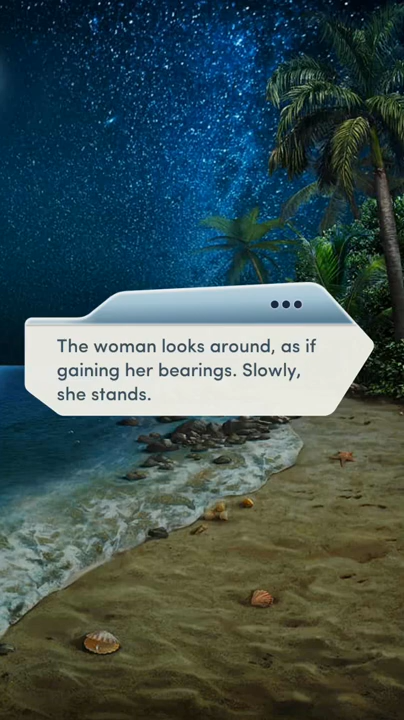 The woman looks around, as if
gaining her bearings. Slowly,
she stands.